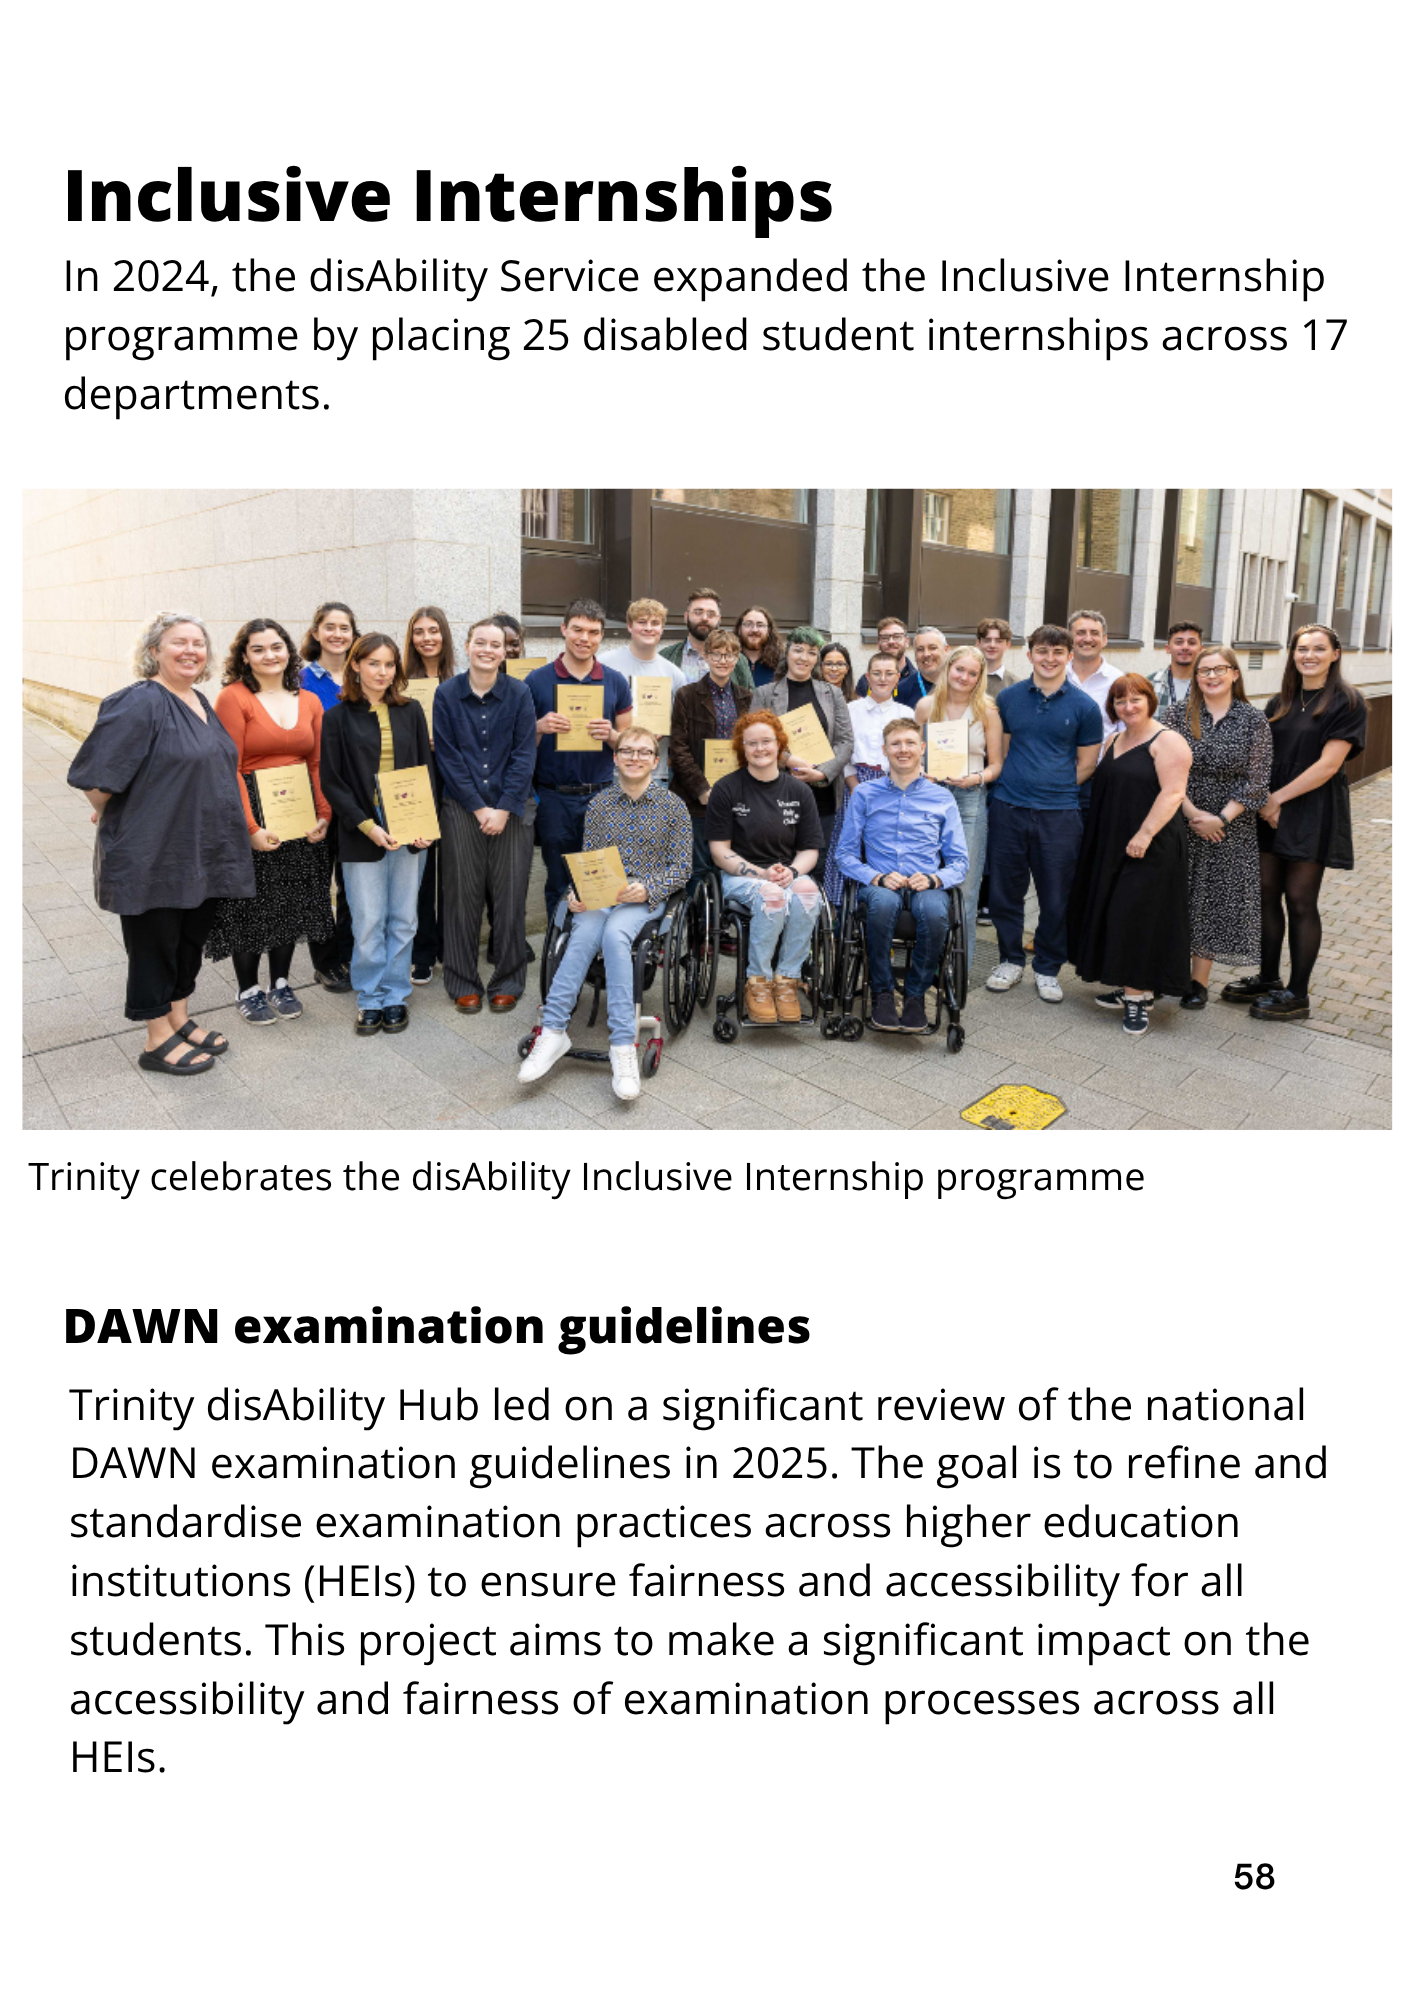 Inclusive Internships
In 2024, the disAbility Service expanded the Inclusive Internship
programme by placing 25 disabled student internships across 17
departments.
Trinity celebrates the disAbility Inclusive Internship programme
DAWN examination guidelines
Trinity disAbility Hub led on a significant review of the national
DAWN examination guidelines in 2025. The goal is to refine and
standardise examination practices across higher education
institutions (HEIs) to ensure fairness and accessibility for all
students. This project aims to make a significant impact on the
accessibility and fairness of examination processes across all
HEIs.
58